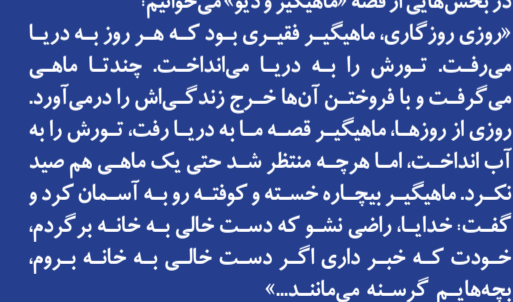 در بخش‌هایی از قصه «ماهیگیر و دیو» می‌خوانیم:
«روزی روزگاری، ماهیگیر فقیری بود که هر روز به دریا
می‌رفت. تورش را به دریا می‌انداخت. چندتا ماهی
می‌گرفت و با فروختن آن‌ها خرج زندگی‌اش را درمی‌آورد.
روزی از روزها، ماهیگیر قصه ما به دریا رفت، تورش را به
آب انداخت، اما هرچه منتظر شد حتی یک ماهی هم صید
نکرد. ماهیگیر بیچاره خسته و کوفته رو به آسمان کرد و
گفت: خدایا، راضی نشو که دست خالی به خانه برگردم،
خودت که خبر داری اگر دست خالی به خانه بروم،
بچه‌هایم گرسنه می‌مانند...»